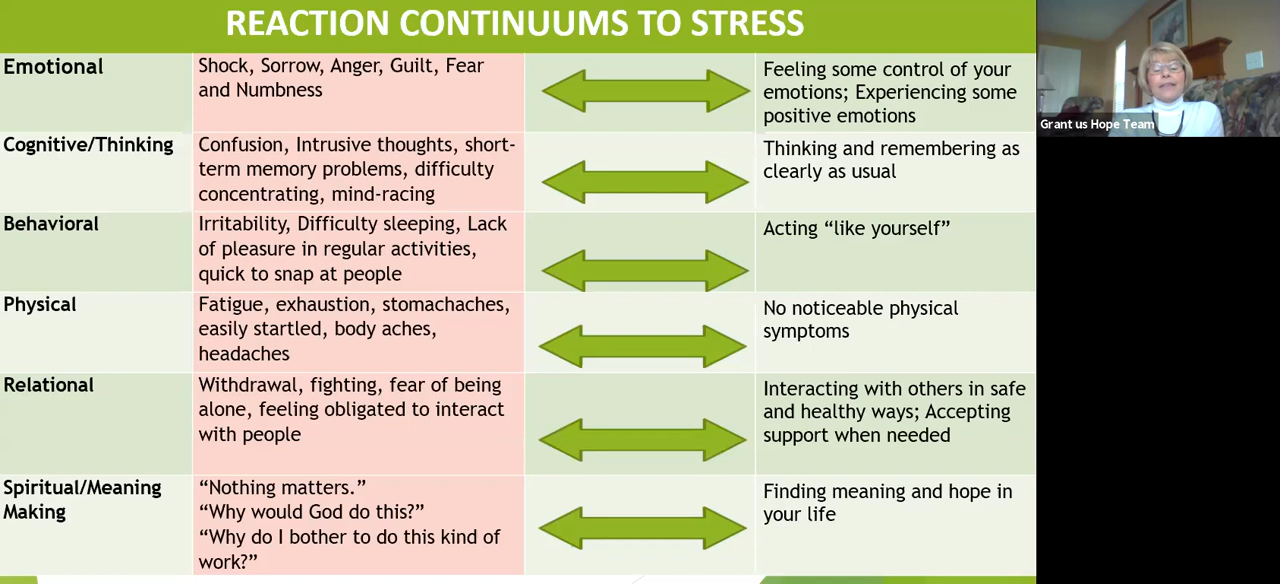 REACTION CONTINUUMS TO STRESS
Emotional
Shock, Sorrow, Anger, Guilt, Fear
and Numbness
Feeling some control of your
emotions; Experiencing some
positive emotions
Cognitive/Thinking
Confusion, Intrusive thoughts, short-
term memory problems, difficulty
concentrating, mind-racing
Thinking and remembering as
clearly as usual
Behavioral
Irritability, Difficulty sleeping, Lack
of pleasure in regular activities,
quick to snap at people
Acting “like yourself”
Physical
Fatigue, exhaustion, stomachaches,
easily startled, body aches,
headaches
No noticeable physical
symptoms
Relational
Withdrawal, fighting, fear of being
alone, feeling obligated to interact
with people
Interacting with others in safe
and healthy ways; Accepting
support when needed
Spiritual/Meaning
Making
“Nothing matters.”
“Why would God do this?”
“Why do I bother to do this kind of
work?”
Finding meaning and hope in
your life
Grant us Hope Team